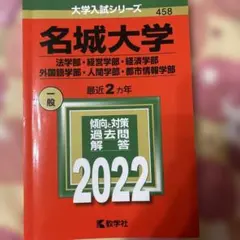 大学入試シリーズ
458
名城大学
法学部・経営学部・経済学部
外国語学部・人間学部・都市情報学部
一般
最近2カ年
傾向と対策
過去問
解答
2022
教学社